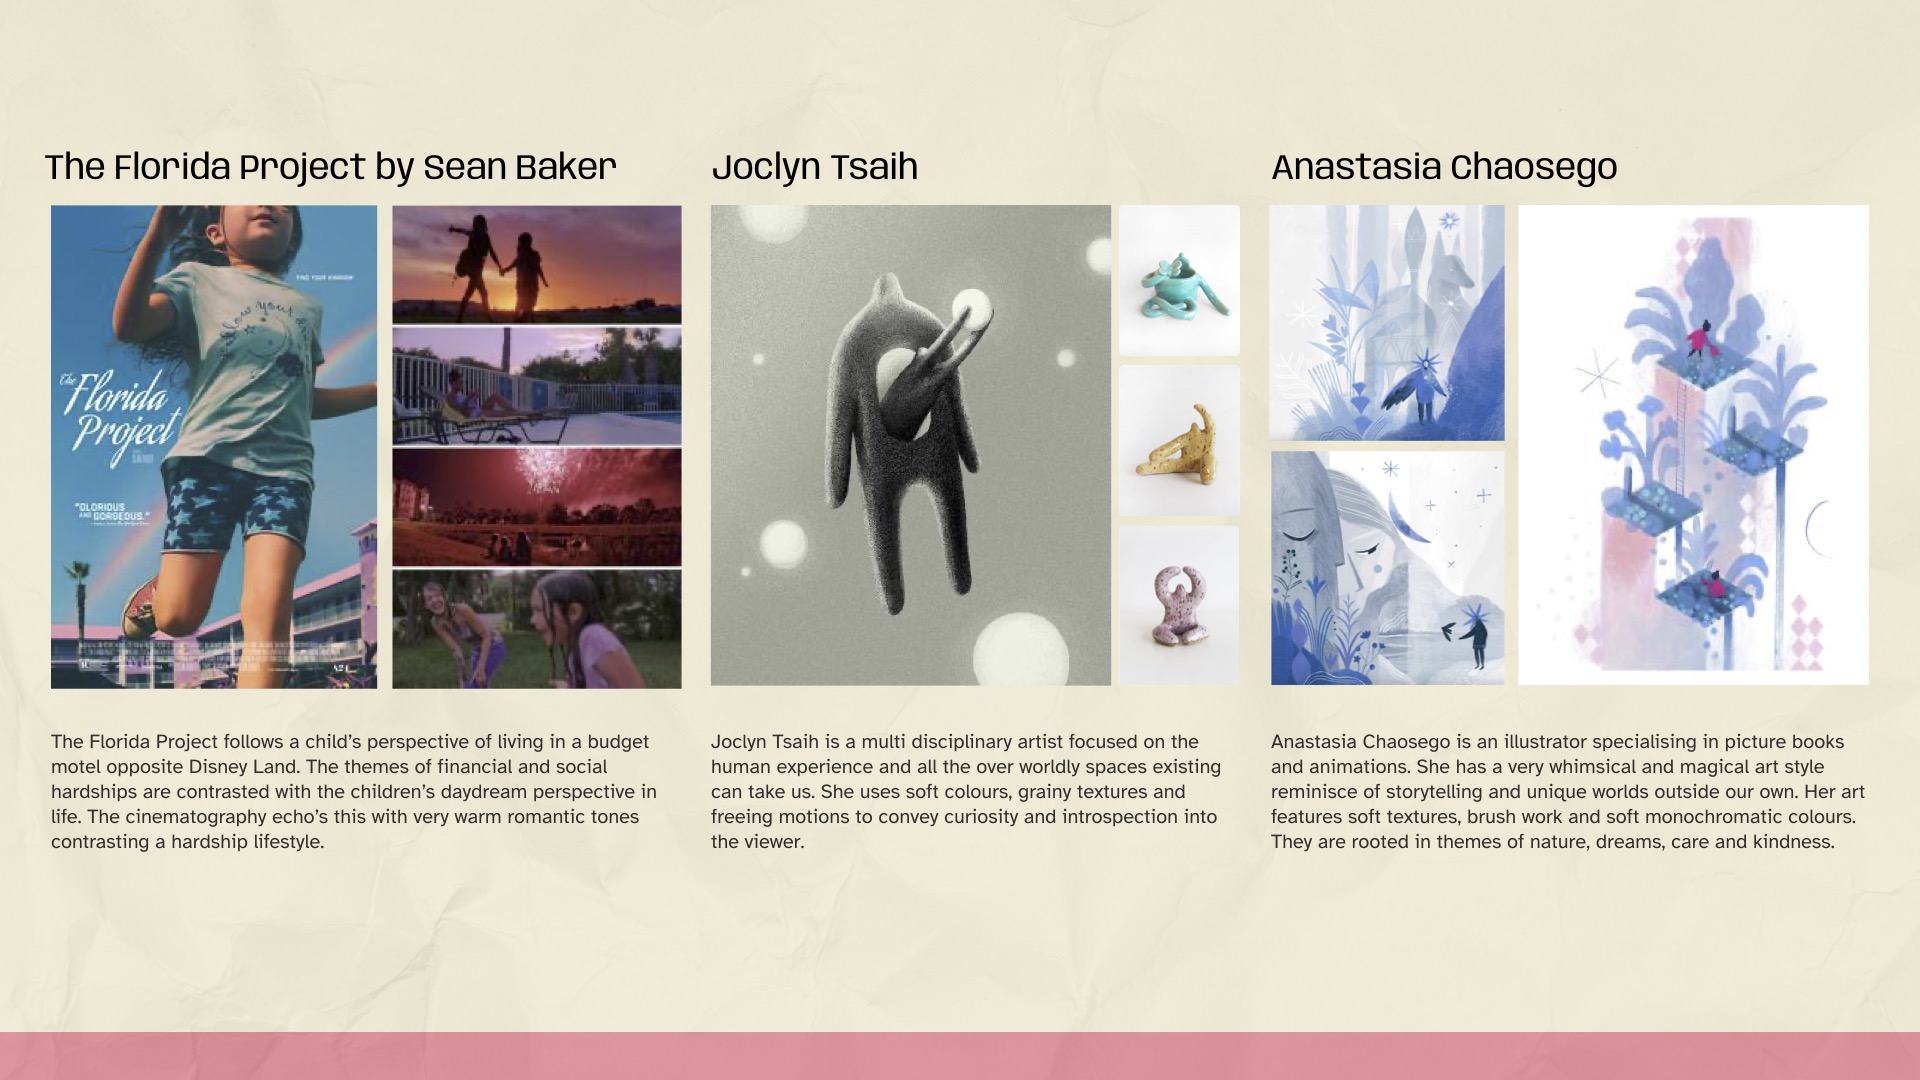 The Florida Project by Sean Baker
FIND YOUR KINGDOM
The
Florida
Project
"GLORIOUS
AND GORGEOUS."
A24
The Florida Project follows a child’s perspective of living in a budget
motel opposite Disney Land. The themes of financial and social
hardships are contrasted with the children’s daydream perspective in
life. The cinematography echo’s this with very warm romantic tones
contrasting a hardship lifestyle.
Joclyn Tsaih
Joclyn Tsaih is a multi disciplinary artist focused on the
human experience and all the over worldly spaces existing
can take us. She uses soft colours, grainy textures and
freeing motions to convey curiosity and introspection into
the viewer.
Anastasia Chaosego
Anastasia Chaosego is an illustrator specialising in picture books
and animations. She has a very whimsical and magical art style
reminisce of storytelling and unique worlds outside our own. Her art
features soft textures, brush work and soft monochromatic colours.
They are rooted in themes of nature, dreams, care and kindness.